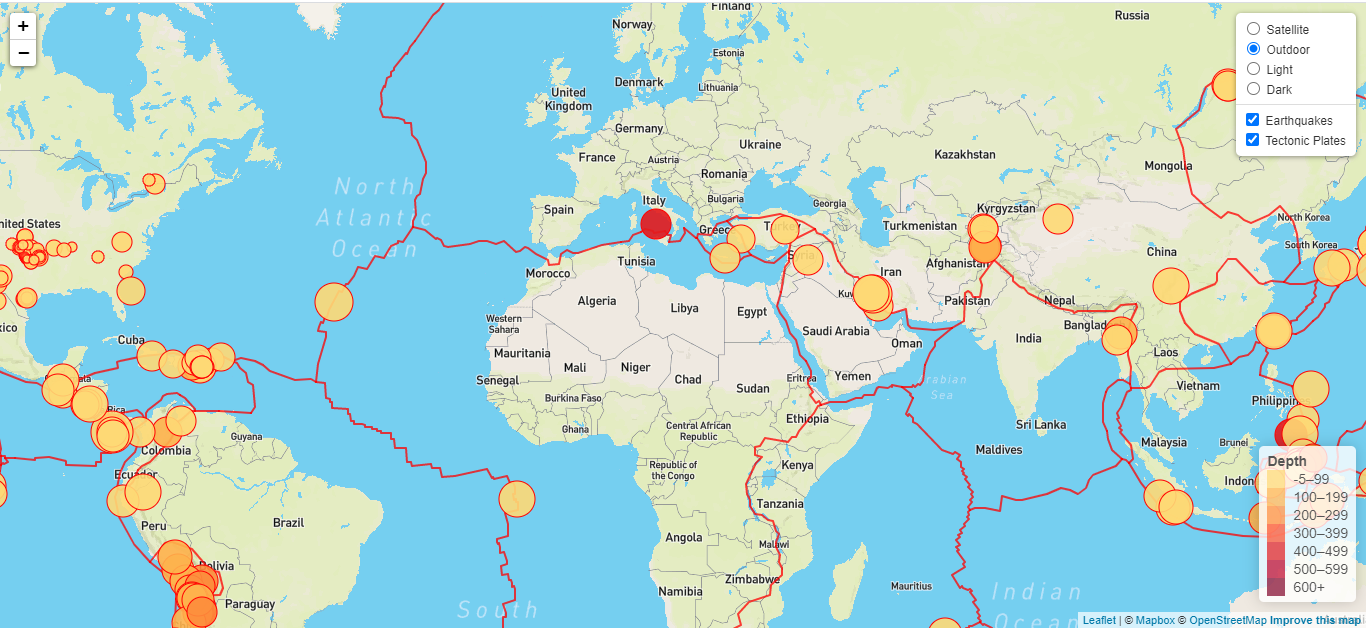 +
−
Satellite
Outdoor
Light
Dark
Earthquakes
Tectonic Plates
Finland
Norway
Russia
Estonia
Denmark
Lithuania
United
Kingdom
Germany
Ukraine
France
Austria
Kazakhstan
Mongolia
Romania
North
Atlantic
Ocean
Italy
Bulgaria
Georgia
Spain
Kyrgyzstan
North Korea
Turkmenistan
South Korea
Tunisia
Syria
China
Afghanistan
Morocco
Iran
Pakistan
Nepal
Algeria
Libya
Egypt
Western
Sahara
Saudi Arabia
India
Oman
Cuba
Mauritania
Laos
Mali
Niger
Chad
Senegal
Sudan
Eritrea
Yemen
Arabian
Sea
Vietnam
Burkina Faso
Ethiopia
Ghana
Central African
Republic
Sri Lanka
Guyana
Colombia
Malaysia
Brunei
Maldives
Ecuador
Republic of
the Congo
Kenya
Tanzania
Peru
Brazil
Angola
Malawi
Bolivia
Zimbabwe
Mauritius
Namibia
Paraguay
South
Indian
Ocean
Depth
-5–99
100–199
200–299
300–399
400–499
500–599
600+
Leaflet | © Mapbox © OpenStreetMap Improve this map